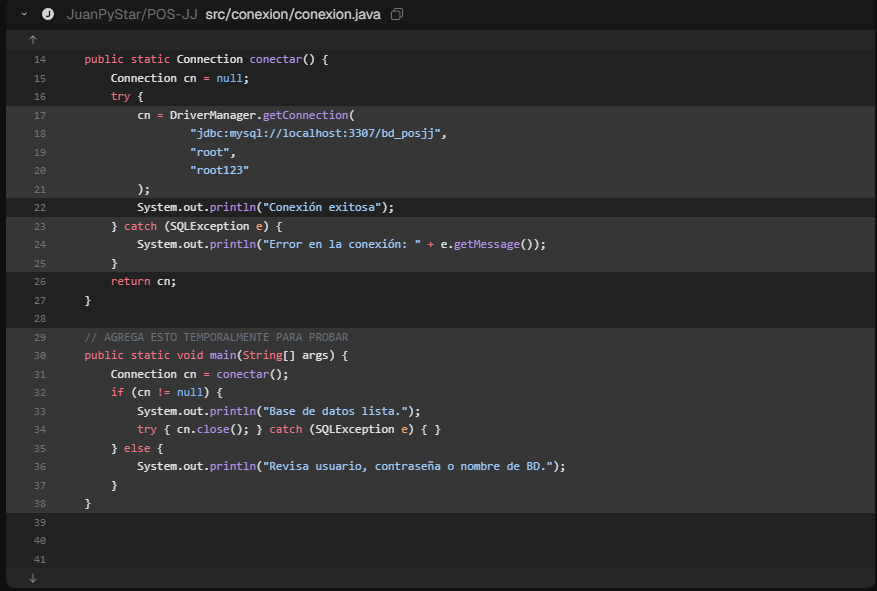 JuanPyStar/POS-JJ src/conexion/conexion.java
14 public static Connection conectar() {
15 Connection cn = null;
16 try {
17 cn = DriverManager.getConnection(
18 "jdbc:mysql://localhost:3307/bd_posjj",
19 "root",
20 "root123"
21 );
22 System.out.println("Conexión exitosa");
23 } catch (SQLException e) {
24 System.out.println("Error en la conexión: " + e.getMessage());
25 }
26 return cn;
27 }
28
29 // AGREGA ESTO TEMPORALMENTE PARA PROBAR
30 public static void main(String[] args) {
31 Connection cn = conectar();
32 if (cn != null) {
33 System.out.println("Base de datos lista.");
34 try { cn.close(); } catch (SQLException e) { }
35 } else {
36 System.out.println("Revisa usuario, contraseña o nombre de BD.");
37 }
38 }
39
40
41